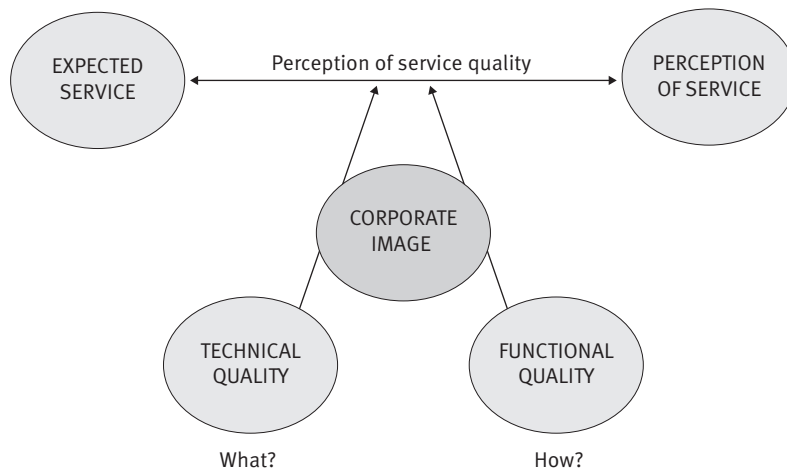 EXPECTED
SERVICE
Perception of service quality
PERCEPTION
OF SERVICE
CORPORATE
IMAGE
TECHNICAL
QUALITY
FUNCTIONAL
QUALITY
What?
How?